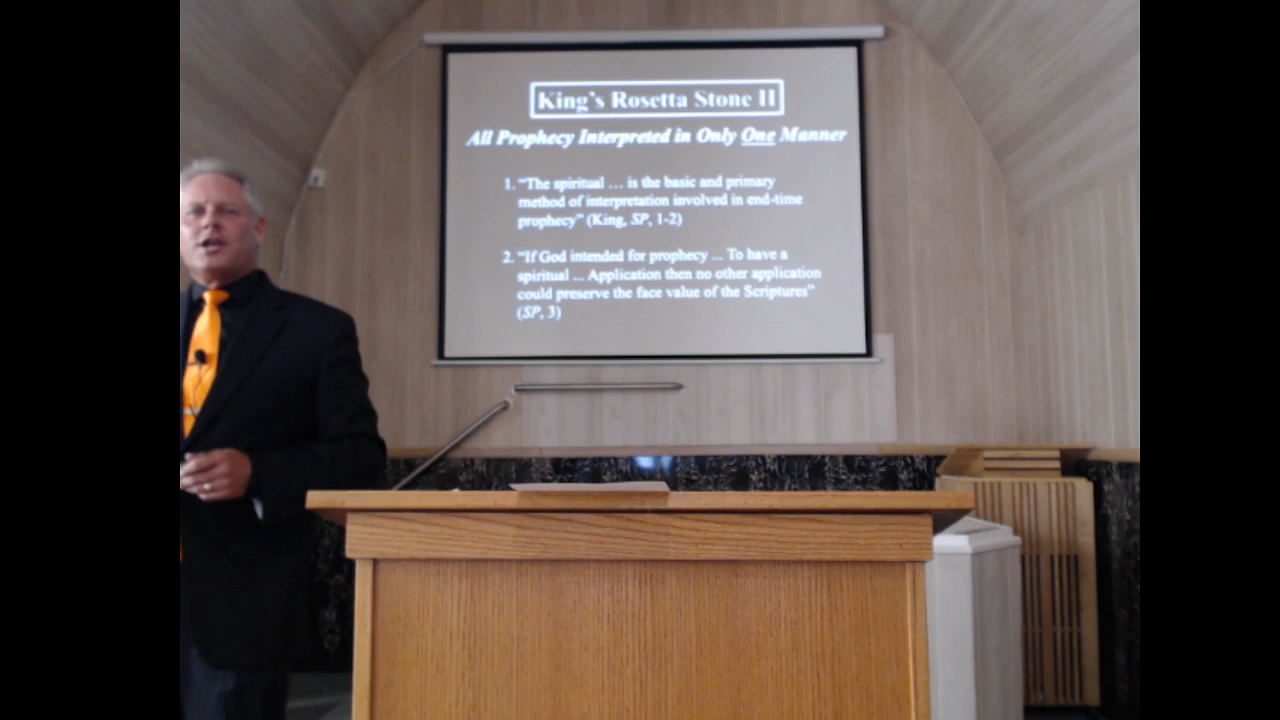 King's Rosetta Stone II
All Prophecy Interpreted in Only One Manner
1. “The spiritual ... is the basic and primary
method of interpretation involved in end-time
prophecy” (King, SP, 1-2)
2. “If God intended for prophecy ... To have a
spiritual ... Application then no other application
could preserve the face value of the Scriptures”
(SP, 3)